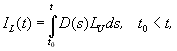 I_L(t) = ∫_{t_0}^{t} D(s)L_U ds, t_0 < t,